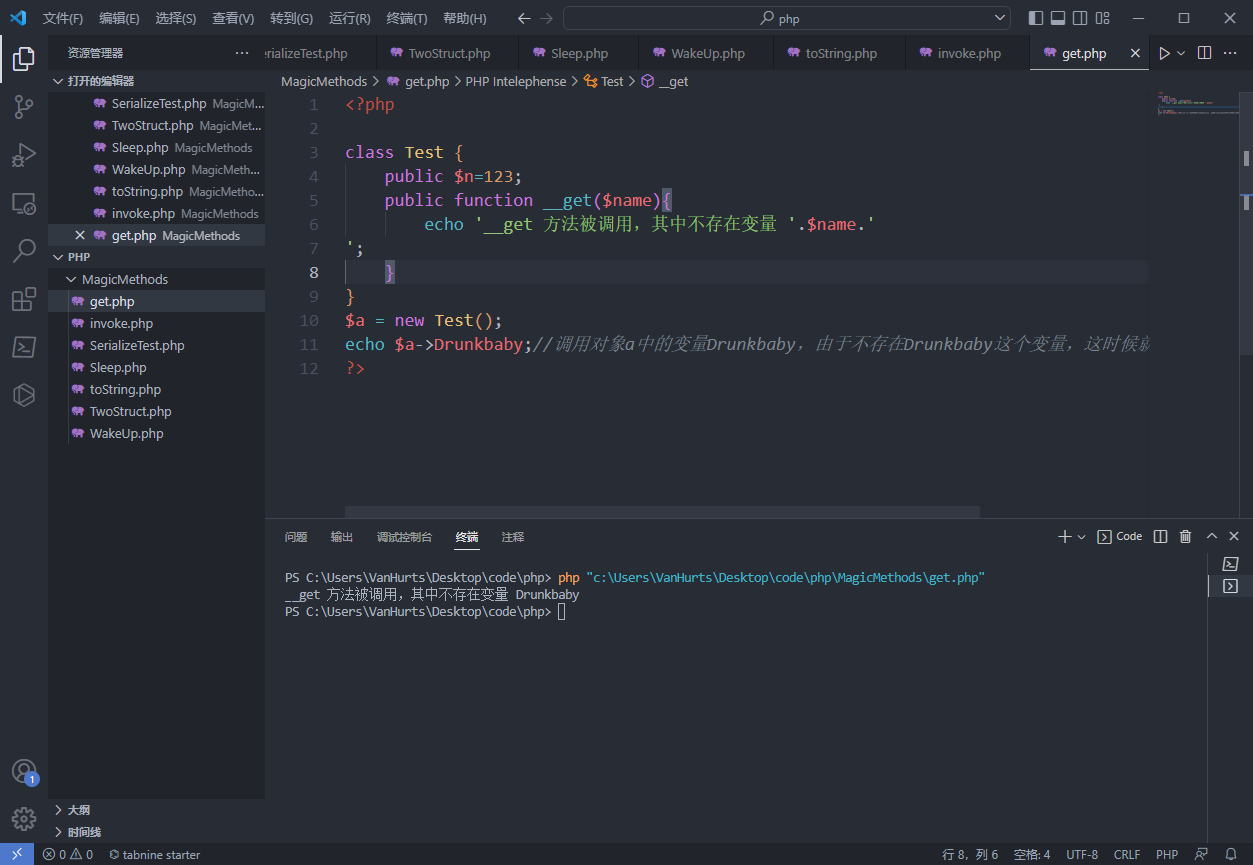 文件(F) 编辑(E) 选择(S) 查看(V) 转到(G) 运行(R) 终端(T) 帮助(H) php
资源管理器
rializeTest.php TwoStruct.php Sleep.php WakeUp.php toString.php invoke.php get.php
打开的编辑器
SerializeTest.php MagicM...
TwoStruct.php MagicMet...
Sleep.php MagicMethods
WakeUp.php MagicMeth...
toString.php MagicMetho...
invoke.php MagicMethods
get.php MagicMethods
PHP
MagicMethods
get.php
invoke.php
SerializeTest.php
Sleep.php
toString.php
TwoStruct.php
WakeUp.php
大纲
时间线
MagicMethods > get.php > PHP Intelephense > Test > __get
1 <?php
2
3 class Test {
4 public $n=123;
5 public function __get($name){
6 echo '__get 方法被调用，其中不存在变量 '.$name.'
7 ';
8 }
9 }
10 $a = new Test();
11 echo $a->Drunkbaby;//调用对象a中的变量Drunkbaby，由于不存在Drunkbaby这个变量，这时候
12 ?>
问题 输出 调试控制台 终端 注释 Code
PS C:\Users\VanHurts\Desktop\code\php> php "c:\Users\VanHurts\Desktop\code\php\MagicMethods\get.php"
__get 方法被调用，其中不存在变量 Drunkbaby
PS C:\Users\VanHurts\Desktop\code\php>
1
0 0 tabnine starter 行 8，列 6 空格: 4 UTF-8 CRLF PHP